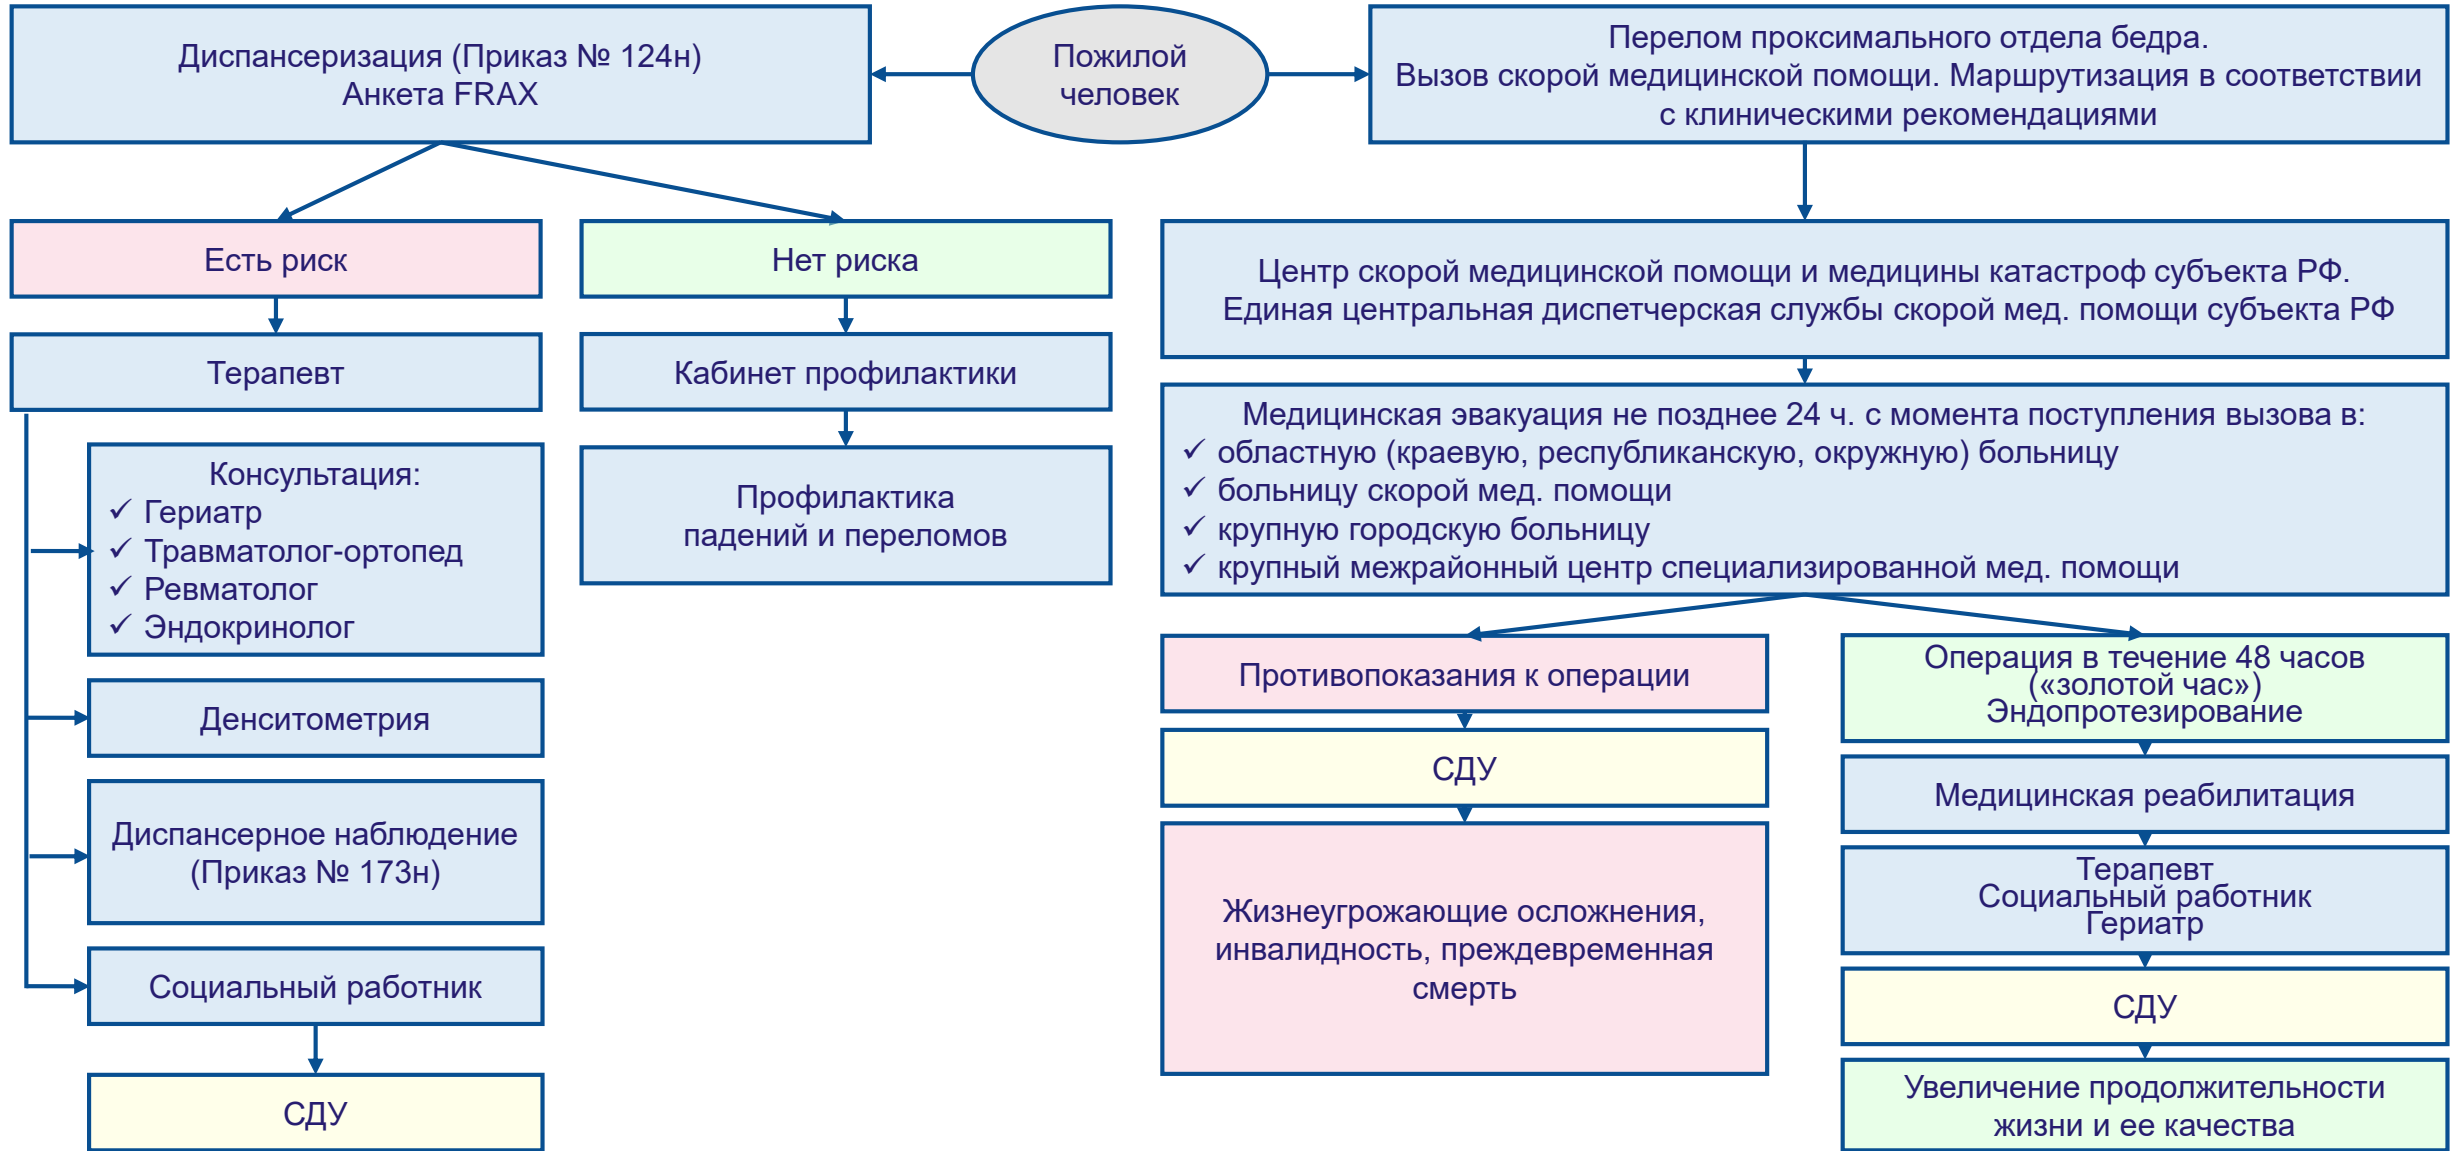 Диспансеризация (Приказ № 124н)
Анкета FRAX
Пожилой
человек
Перелом проксимального отдела бедра.
Вызов скорой медицинской помощи. Маршрутизация в соответствии
с клиническими рекомендациями
Есть риск
Нет риска
Терапевт
Кабинет профилактики
Консультация:
✓ Гериатр
✓ Травматолог-ортопед
✓ Ревматолог
✓ Эндокринолог
Профилактика
падений и переломов
Денситометрия
Диспансерное наблюдение
(Приказ № 173н)
Социальный работник
СДУ
Центр скорой медицинской помощи и медицины катастроф субъекта РФ.
Единая центральная диспетчерская службы скорой мед. помощи субъекта РФ
Медицинская эвакуация не позднее 24 ч. с момента поступления вызова в:
✓ областную (краевую, республиканскую, окружную) больницу
✓ больницу скорой мед. помощи
✓ крупную городскую больницу
✓ крупный межрайонный центр специализированной мед. помощи
Противопоказания к операции
СДУ
Жизнеугрожающие осложнения,
инвалидность, преждевременная
смерть
Операция в течение 48 часов
(«золотой час»)
Эндопротезирование
Медицинская реабилитация
Терапевт
Социальный работник
Гериатр
СДУ
Увеличение продолжительности
жизни и ее качества